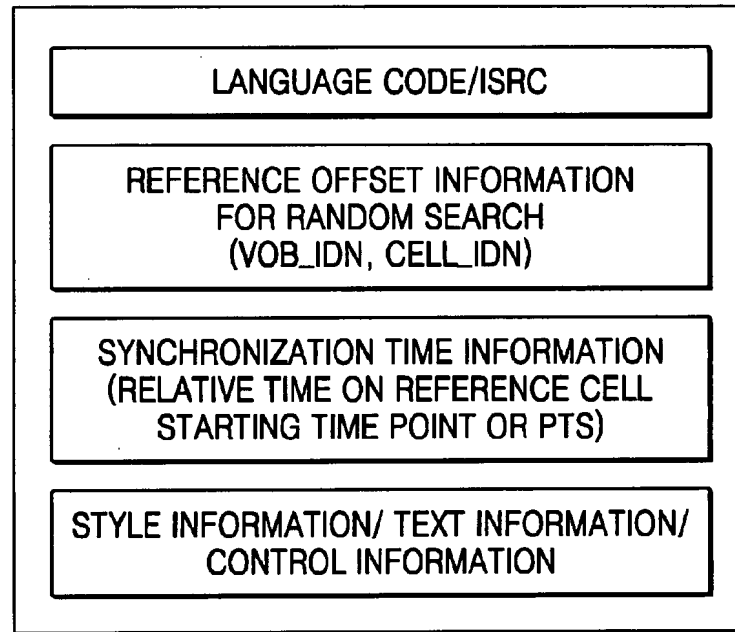 LANGUAGE CODE/ISRC
REFERENCE OFFSET INFORMATION
FOR RANDOM SEARCH
(VOB_IDN, CELL_IDN)
SYNCHRONIZATION TIME INFORMATION
(RELATIVE TIME ON REFERENCE CELL
STARTING TIME POINT OR PTS)
STYLE INFORMATION/ TEXT INFORMATION/
CONTROL INFORMATION